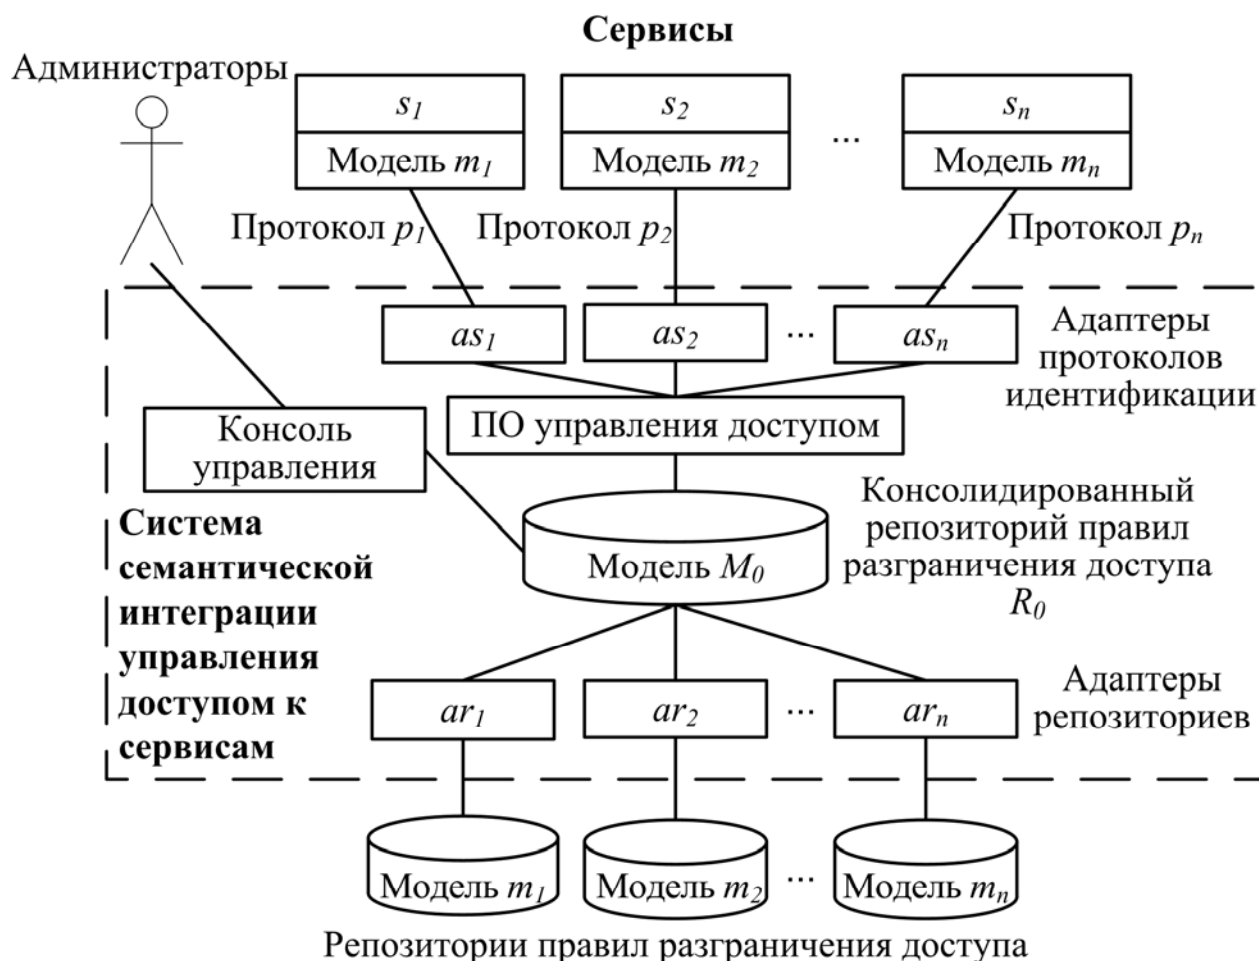 Сервисы
Администраторы
s1
s2
...
sn
Модель m1
Модель m2
Модель mn
Протокол p1
Протокол p2
Протокол pn
as1
as2
...
asn
Адаптеры
протоколов
идентификации
Консоль
управления
ПО управления доступом
Консолидированный
репозиторий правил
разграничения доступа
R0
Модель M0
Система
семантической
интеграции
управления
доступом к
сервисам
ar1
ar2
...
arn
Адаптеры
репозиториев
Модель m1
Модель m2
...
Модель mn
Репозитории правил разграничения доступа